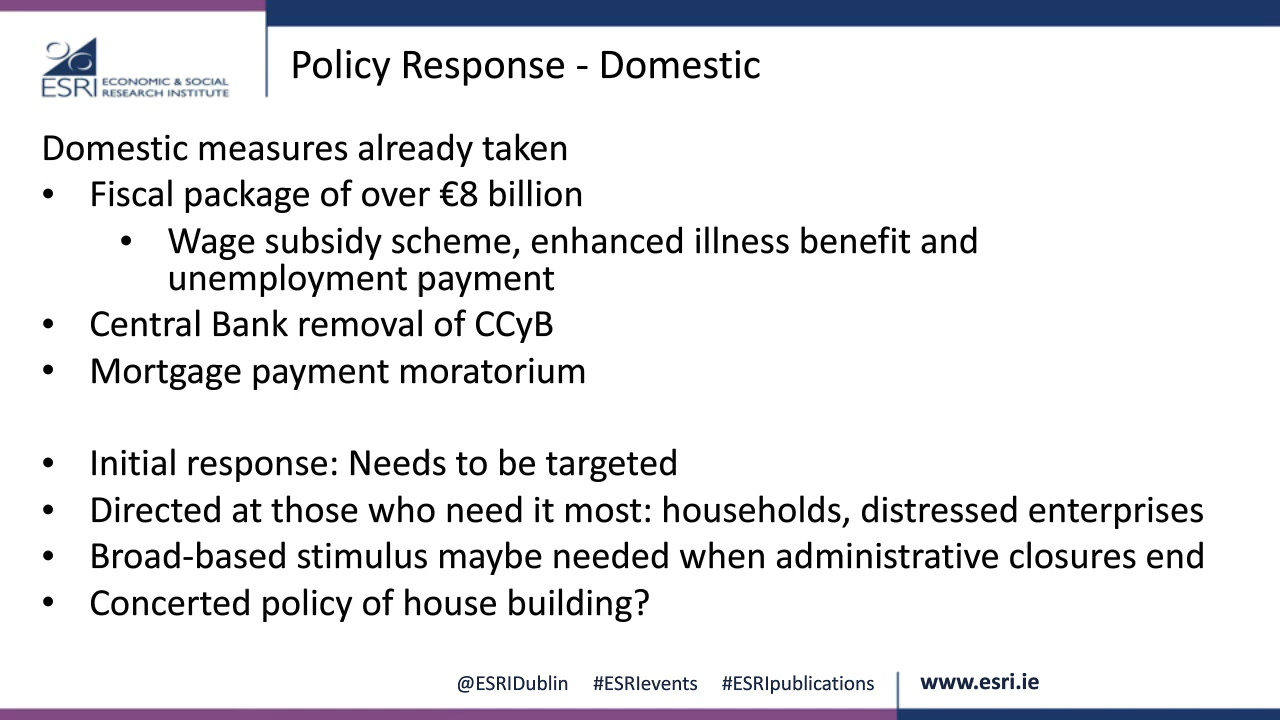 ESRI ECONOMIC & SOCIAL
RESEARCH INSTITUTE
Policy Response - Domestic
Domestic measures already taken
• Fiscal package of over €8 billion
• Wage subsidy scheme, enhanced illness benefit and
unemployment payment
• Central Bank removal of CCyB
• Mortgage payment moratorium
• Initial response: Needs to be targeted
• Directed at those who need it most: households, distressed enterprises
• Broad-based stimulus maybe needed when administrative closures end
• Concerted policy of house building?
@ESRIDublin #ESRIevents #ESRIpublications www.esri.ie